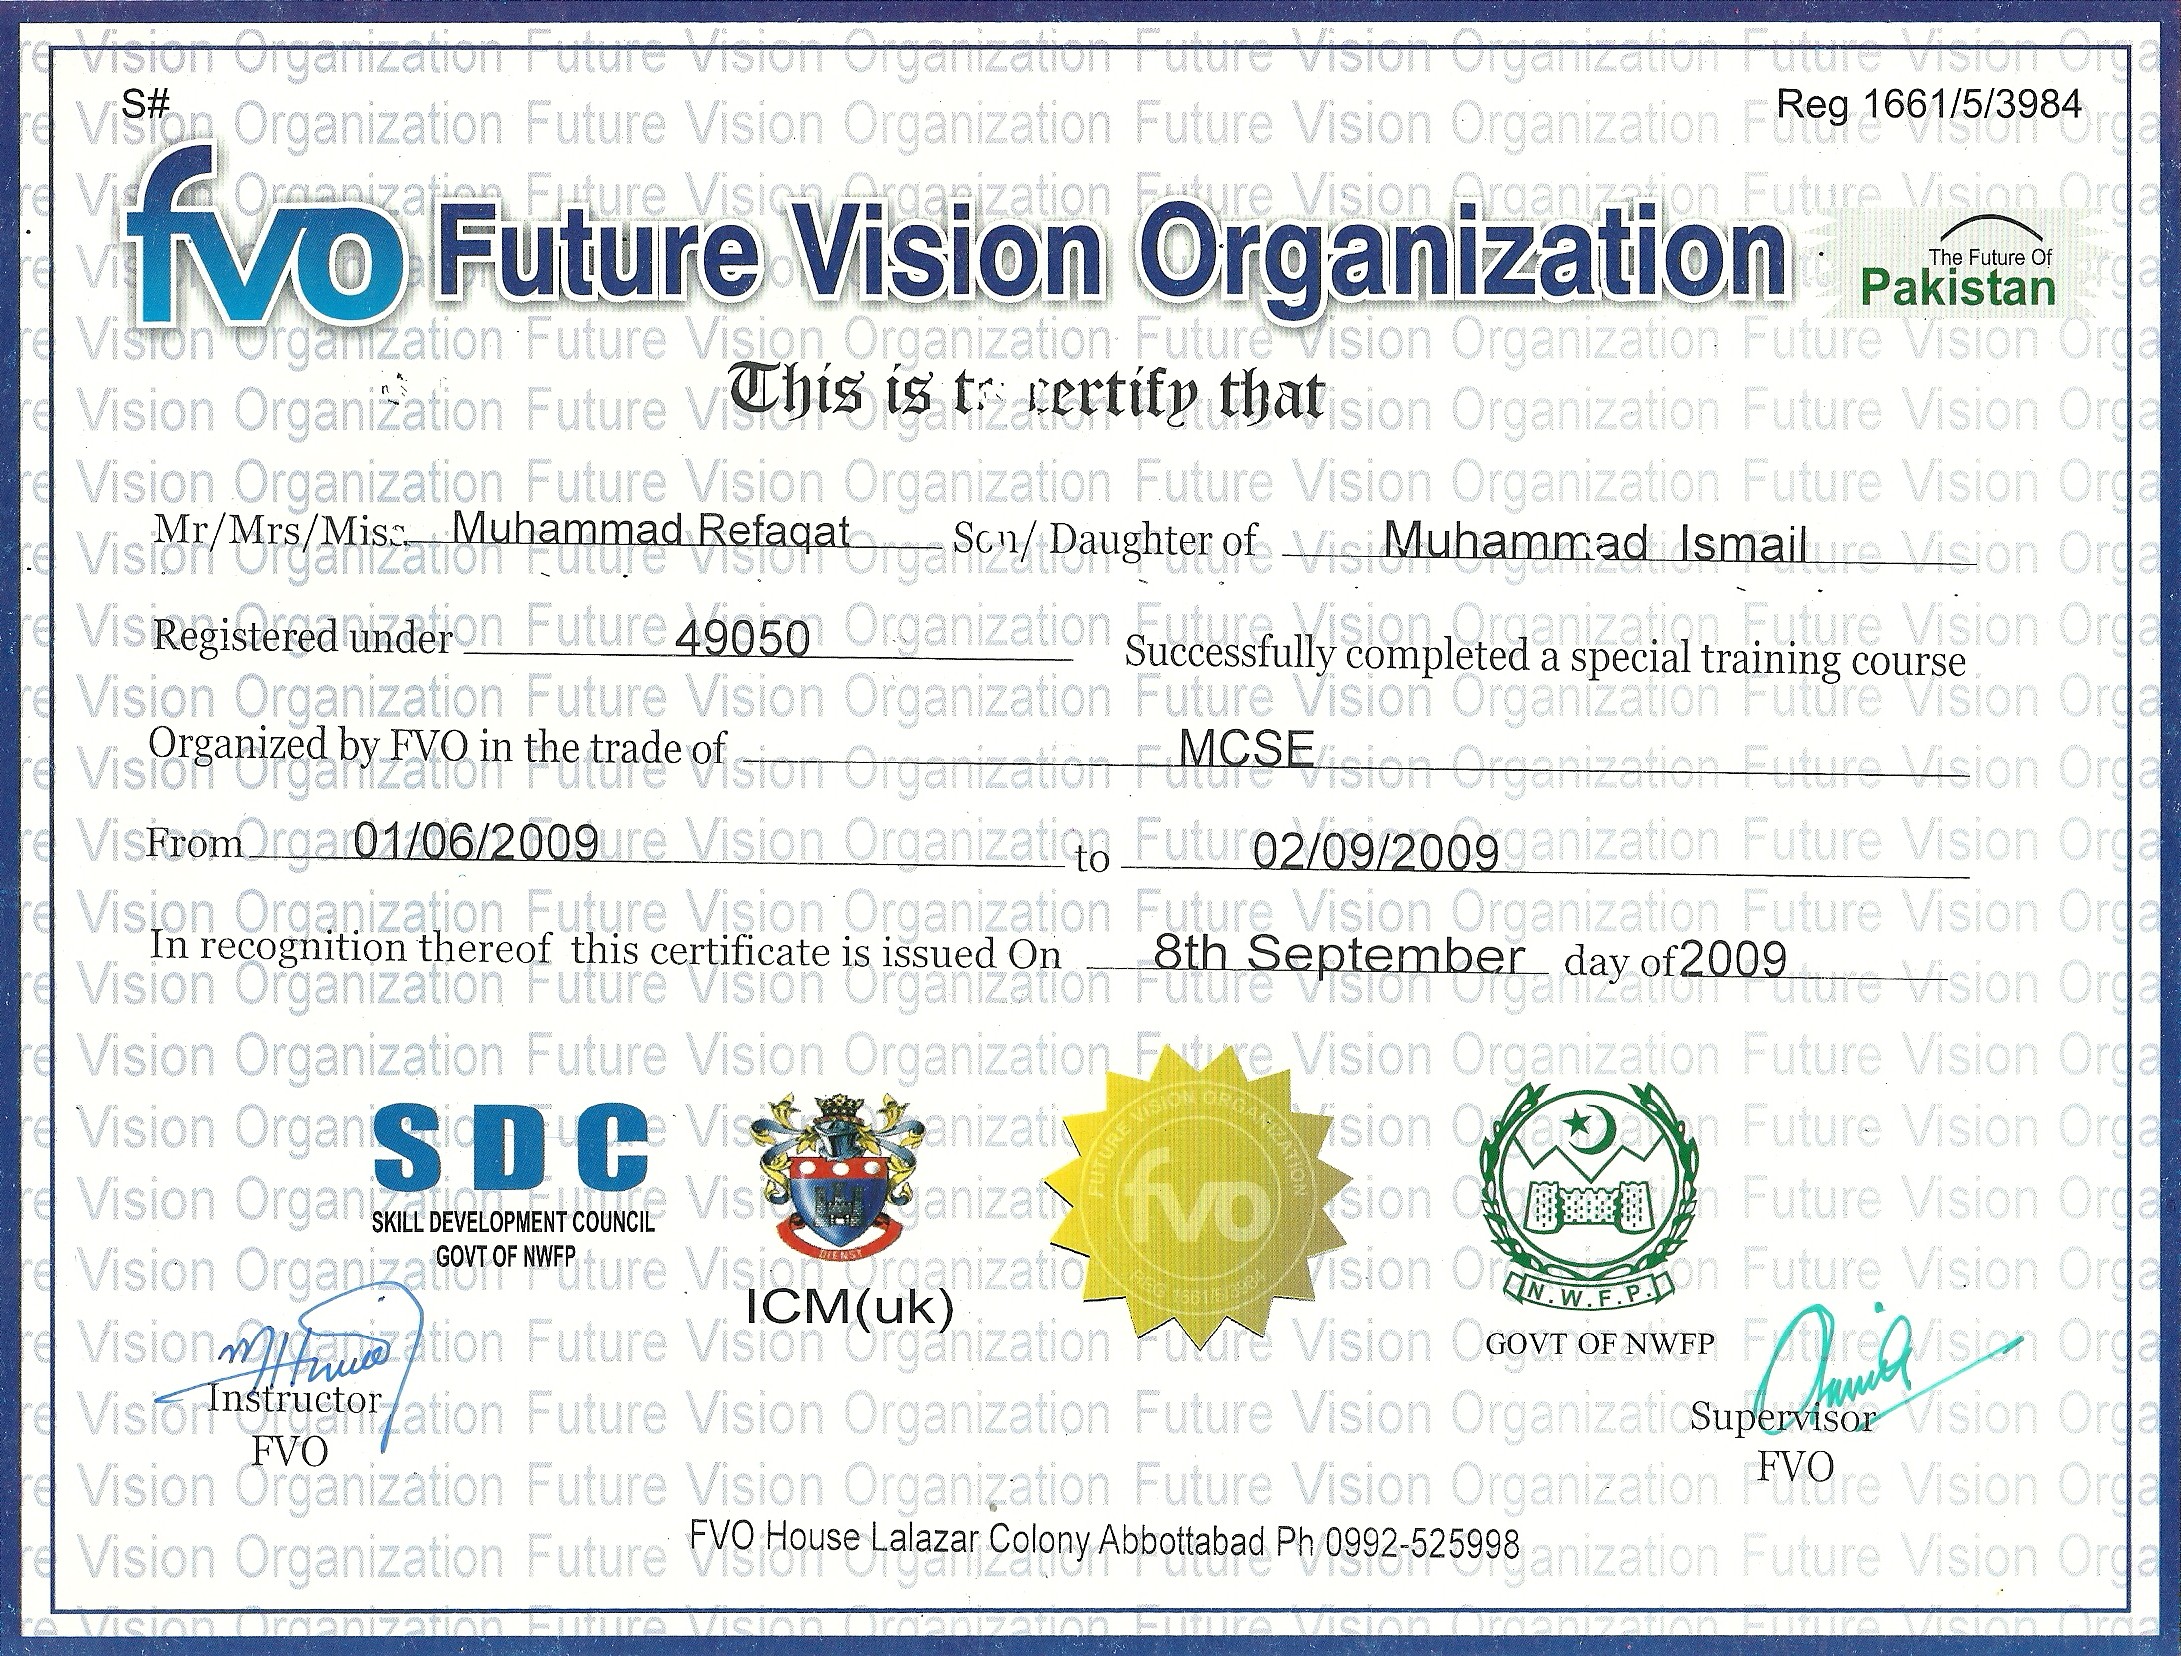 S#
Reg 1661/5/3984
fvo Future Vision Organization
The Future Of
Pakistan
This is to certify that
Mr/Mrs/Miss Muhammad Refaqat Son/ Daughter of Muhammad Ismail
Registered under 49050 Successfully completed a special training course
Organized by FVO in the trade of MCSE
From 01/06/2009 to 02/09/2009
In recognition thereof this certificate is issued On 8th September day of 2009
SDC
SKILL DEVELOPMENT COUNCIL
GOVT OF NWFP
DIENST
ICM(uk)
FUTURE VISION ORGANIZATION
fvo
N.W.F.P.
GOVT OF NWFP
Instructor
FVO
Supervisor
FVO
FVO House Lalazar Colony Abbottabad Ph 0992-525998